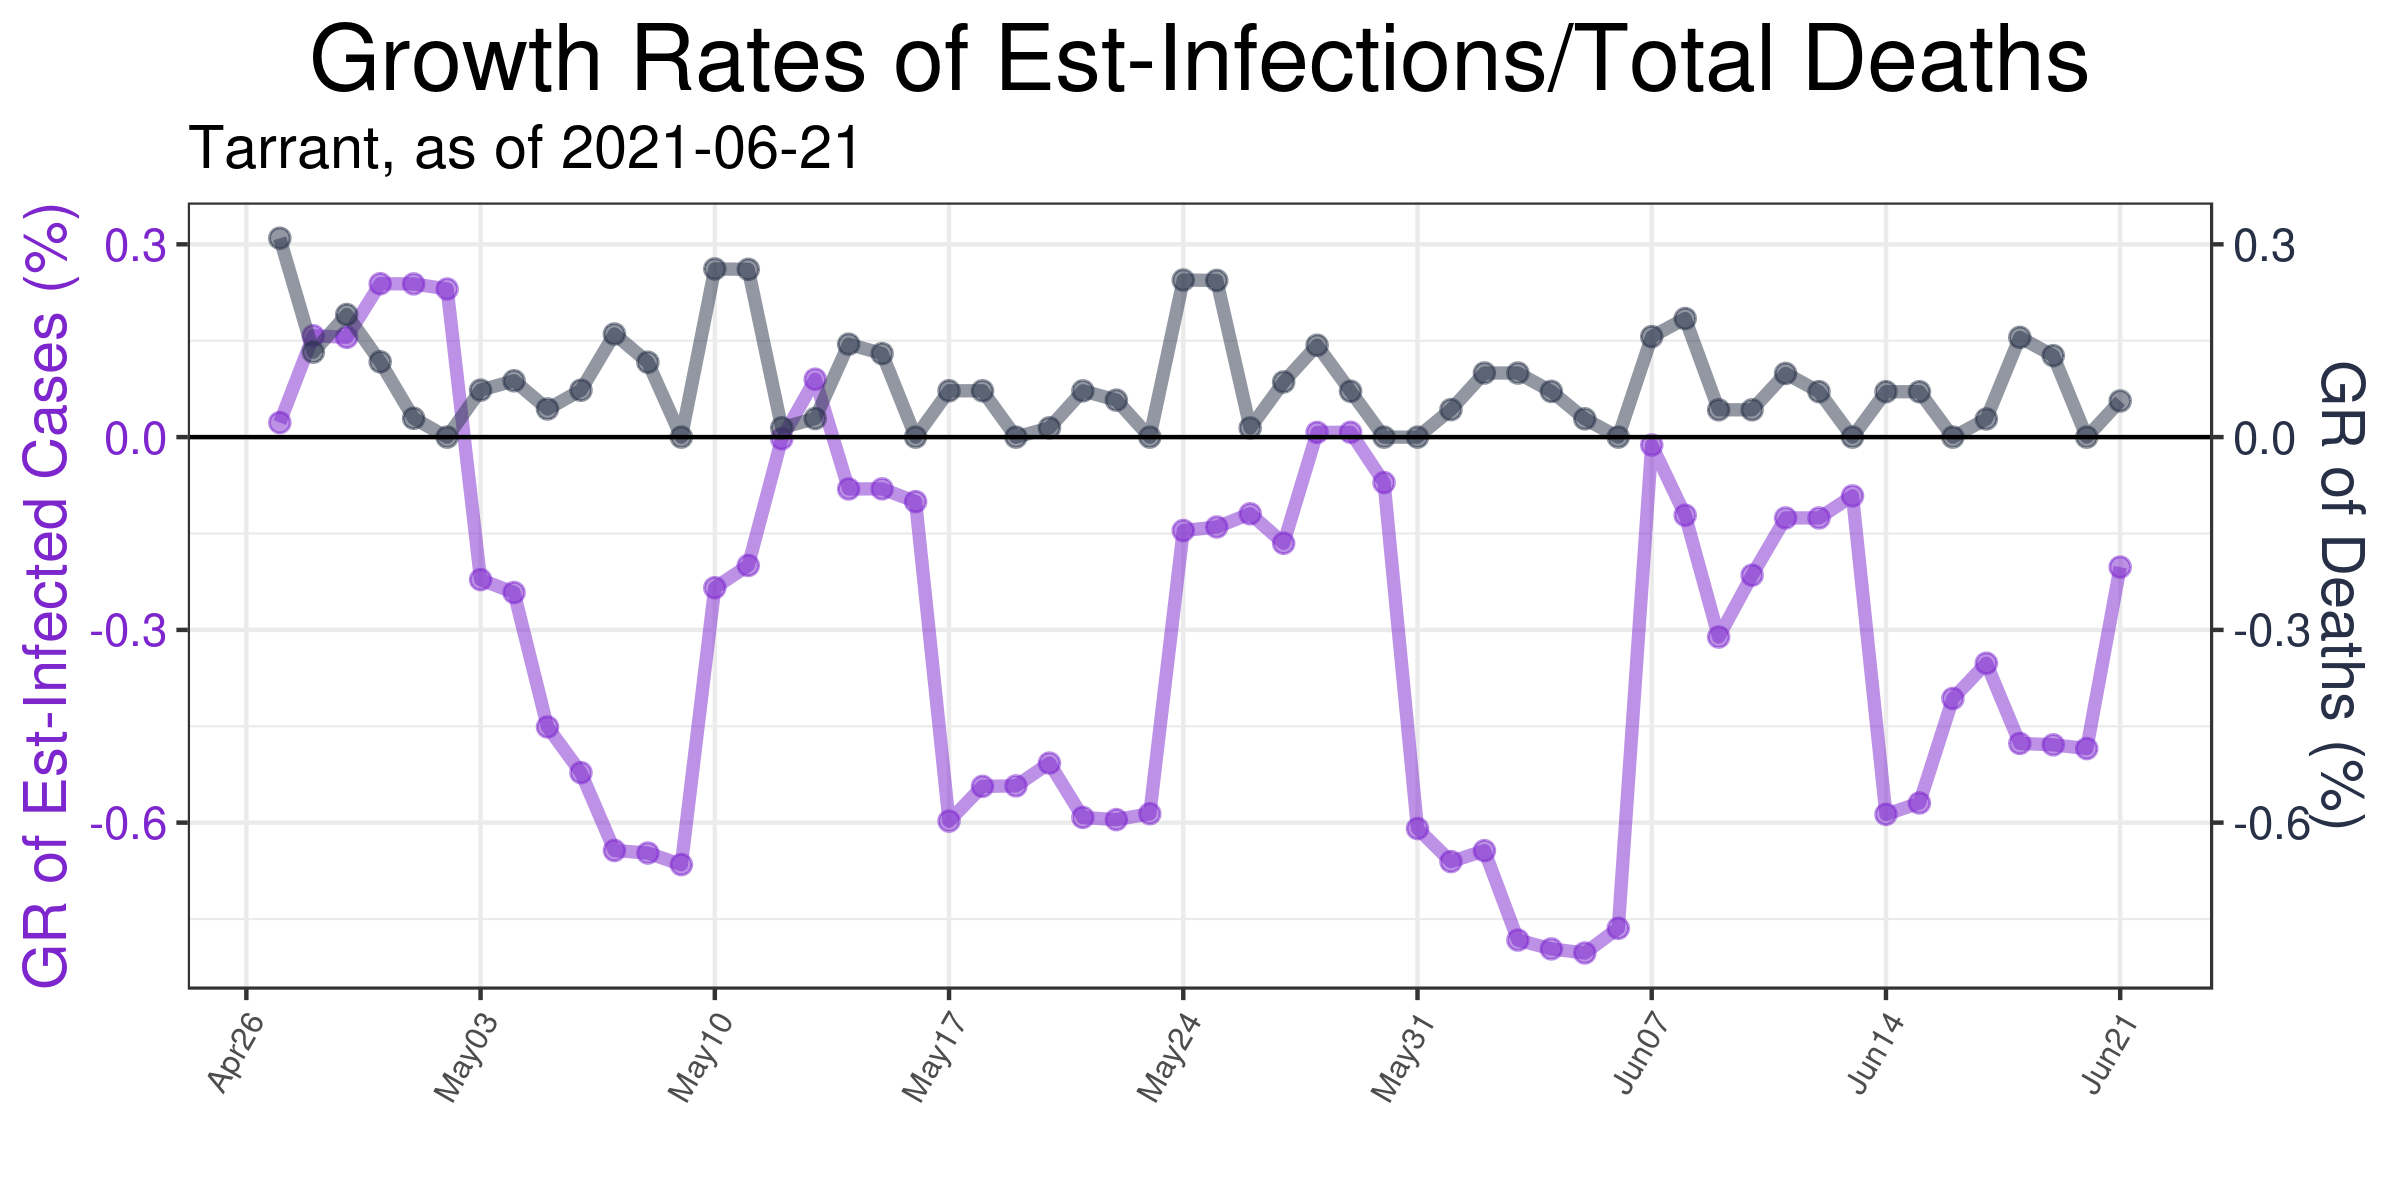 Growth Rates of Est-Infections/Total Deaths
Tarrant, as of 2021-06-21
GR of Est-Infected Cases (%)
0.3
0.0
-0.3
-0.6
0.3
0.0
-0.3
-0.6
GR of Deaths (%)
Apr26
May03
May10
May17
May24
May31
Jun07
Jun14
Jun21